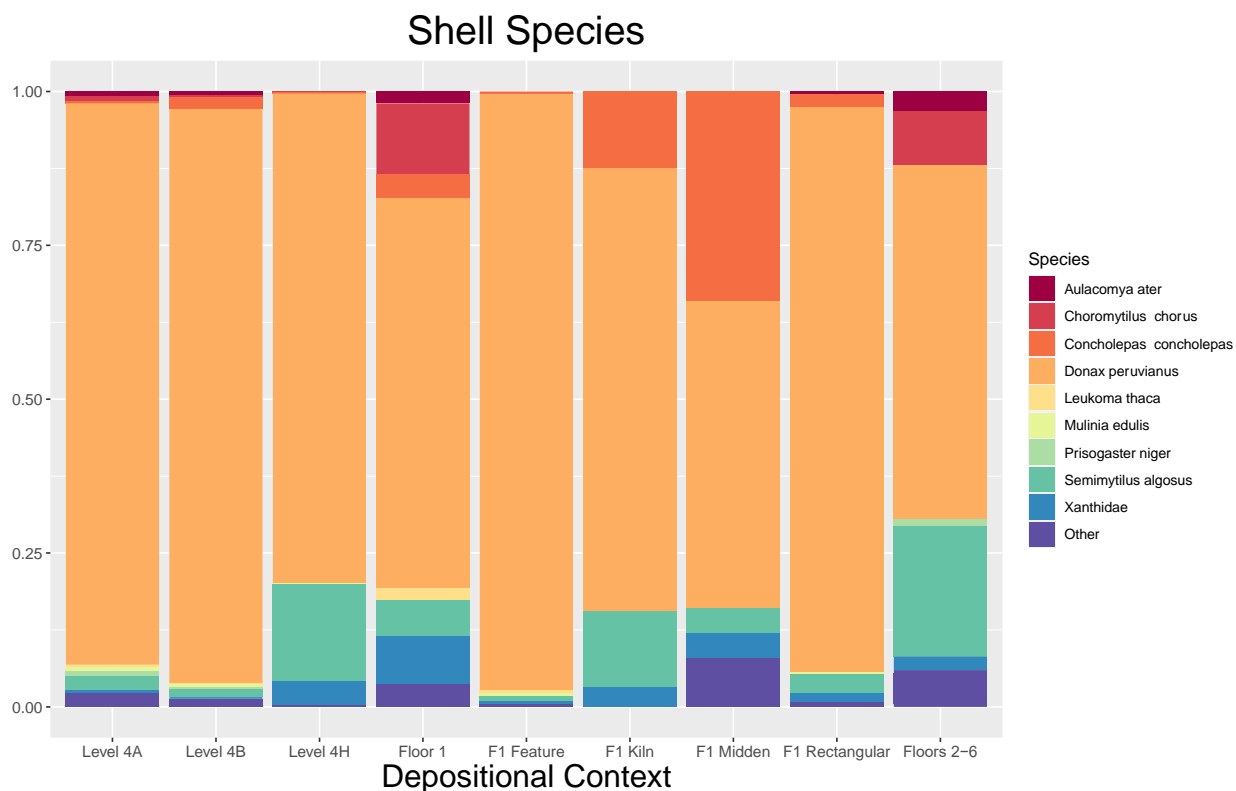 Shell Species
1.00
0.75
0.50
0.25
0.00
Level 4A Level 4B Level 4H Floor 1 F1 Feature F1 Kiln F1 Midden F1 Rectangular Floors 2−6
Depositional Context
Species
Aulacomya ater
Choromytilus  chorus
Concholepas  concholepas
Donax peruvianus
Leukoma thaca
Mulinia edulis
Prisogaster niger
Semimytilus algosus
Xanthidae
Other